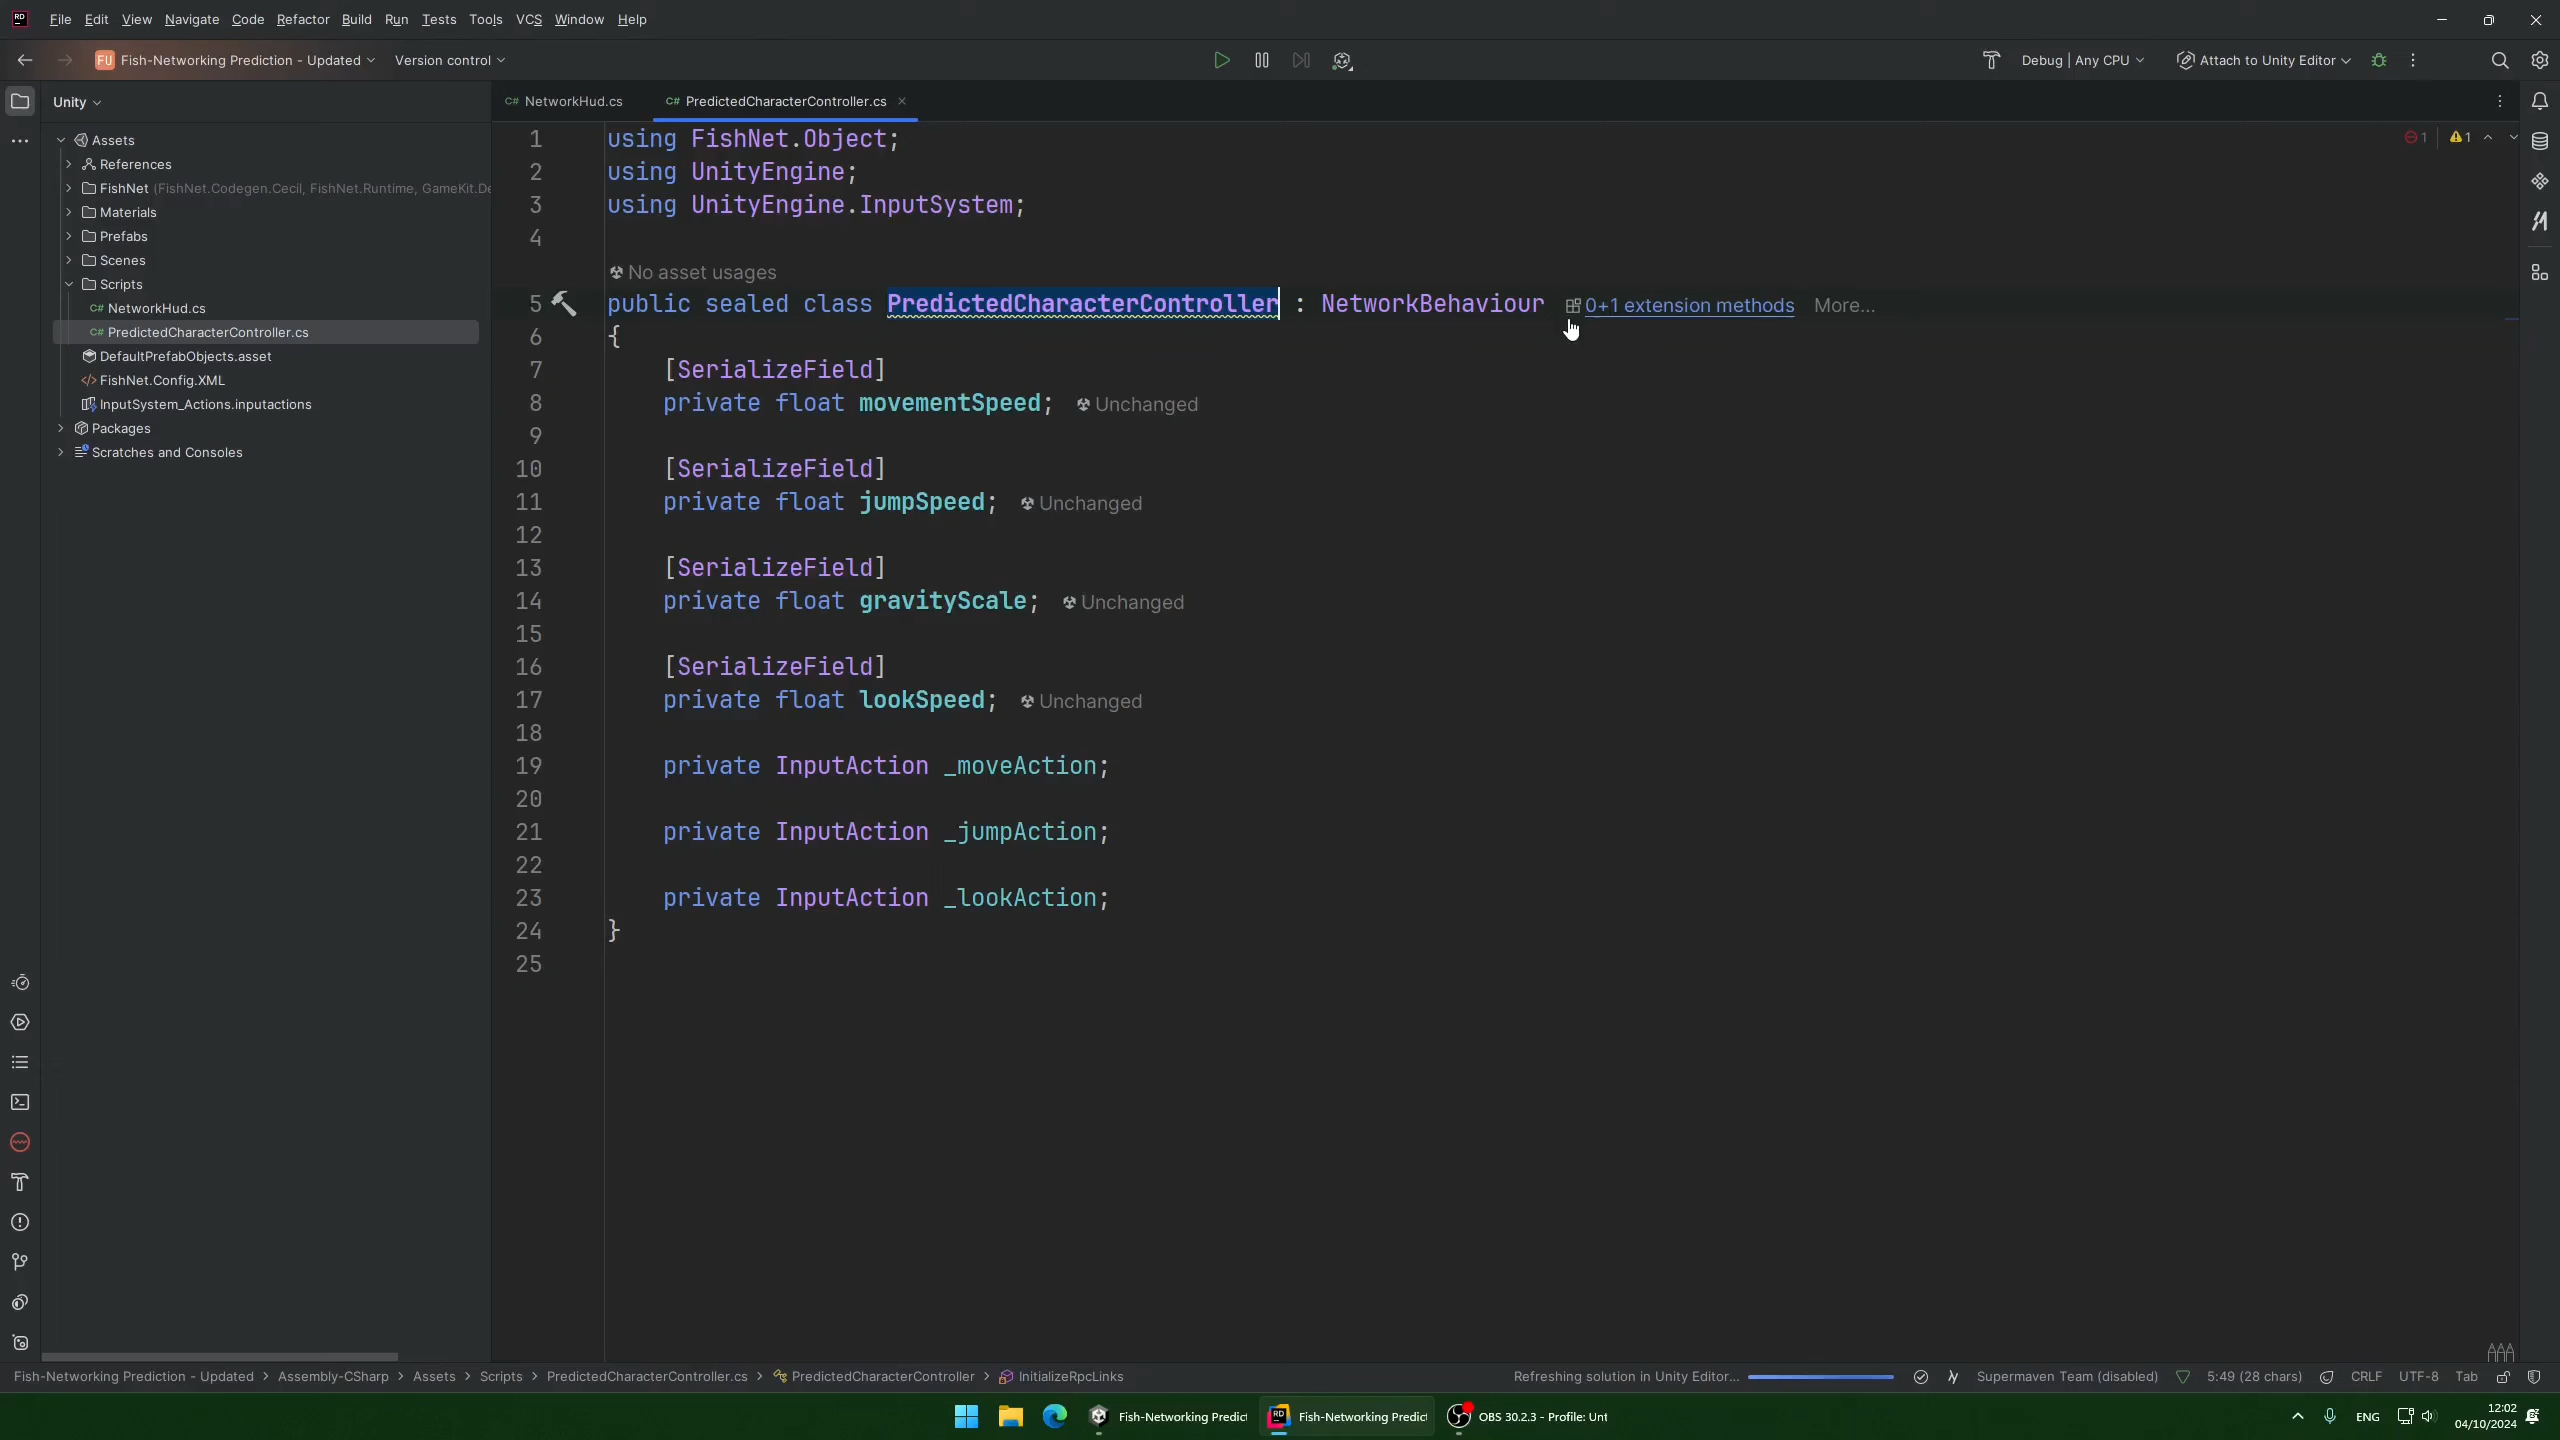 File Edit View Navigate Code Refactor Build Run Tests Tools VCS Window Help
FU Fish-Networking Prediction - Updated Version control Debug | Any CPU Attach to Unity Editor
Unity
Assets
References
FishNet (FishNet.Codegen.Cecil, FishNet.Runtime, GameKit.De
Materials
Prefabs
Scenes
Scripts
C# NetworkHud.cs
C# PredictedCharacterController.cs
DefaultPrefabObjects.asset
FishNet.Config.XML
InputSystem_Actions.inputactions
Packages
Scratches and Consoles
C# NetworkHud.cs C# PredictedCharacterController.cs
1 using FishNet.Object; 1 1
2 using UnityEngine;
3 using UnityEngine.InputSystem;
4
No asset usages
5 public sealed class PredictedCharacterController : NetworkBehaviour 0+1 extension methods More...
6 {
7 [SerializeField]
8 private float movementSpeed; Unchanged
9
10 [SerializeField]
11 private float jumpSpeed; Unchanged
12
13 [SerializeField]
14 private float gravityScale; Unchanged
15
16 [SerializeField]
17 private float lookSpeed; Unchanged
18
19 private InputAction _moveAction;
20
21 private InputAction _jumpAction;
22
23 private InputAction _lookAction;
24 }
25
Fish-Networking Prediction - Updated > Assembly-CSharp > Assets > Scripts > PredictedCharacterController.cs > PredictedCharacterController > InitializeRpcLinks Refreshing solution in Unity Editor... Supermaven Team (disabled) 5:49 (28 chars) CRLF UTF-8 Tab
Fish-Networking Predict Fish-Networking Predict OBS 30.2.3 - Profile: Unt ENG 12:02
04/10/2024